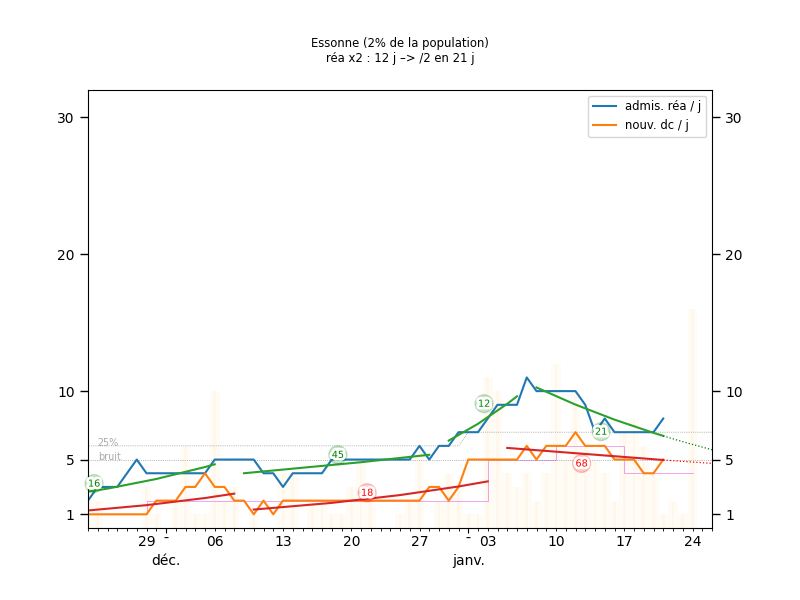 Essonne (2% de la population)
réa x2 : 12 j –> /2 en 21 j
admis. réa / j
nouv. dc / j
30 30
20 20
10 10
5 5
1 1
25%
bruit
16
45
18
12
21
68
29 - 06 13 20 27 - 03 10 17 24
déc. janv.